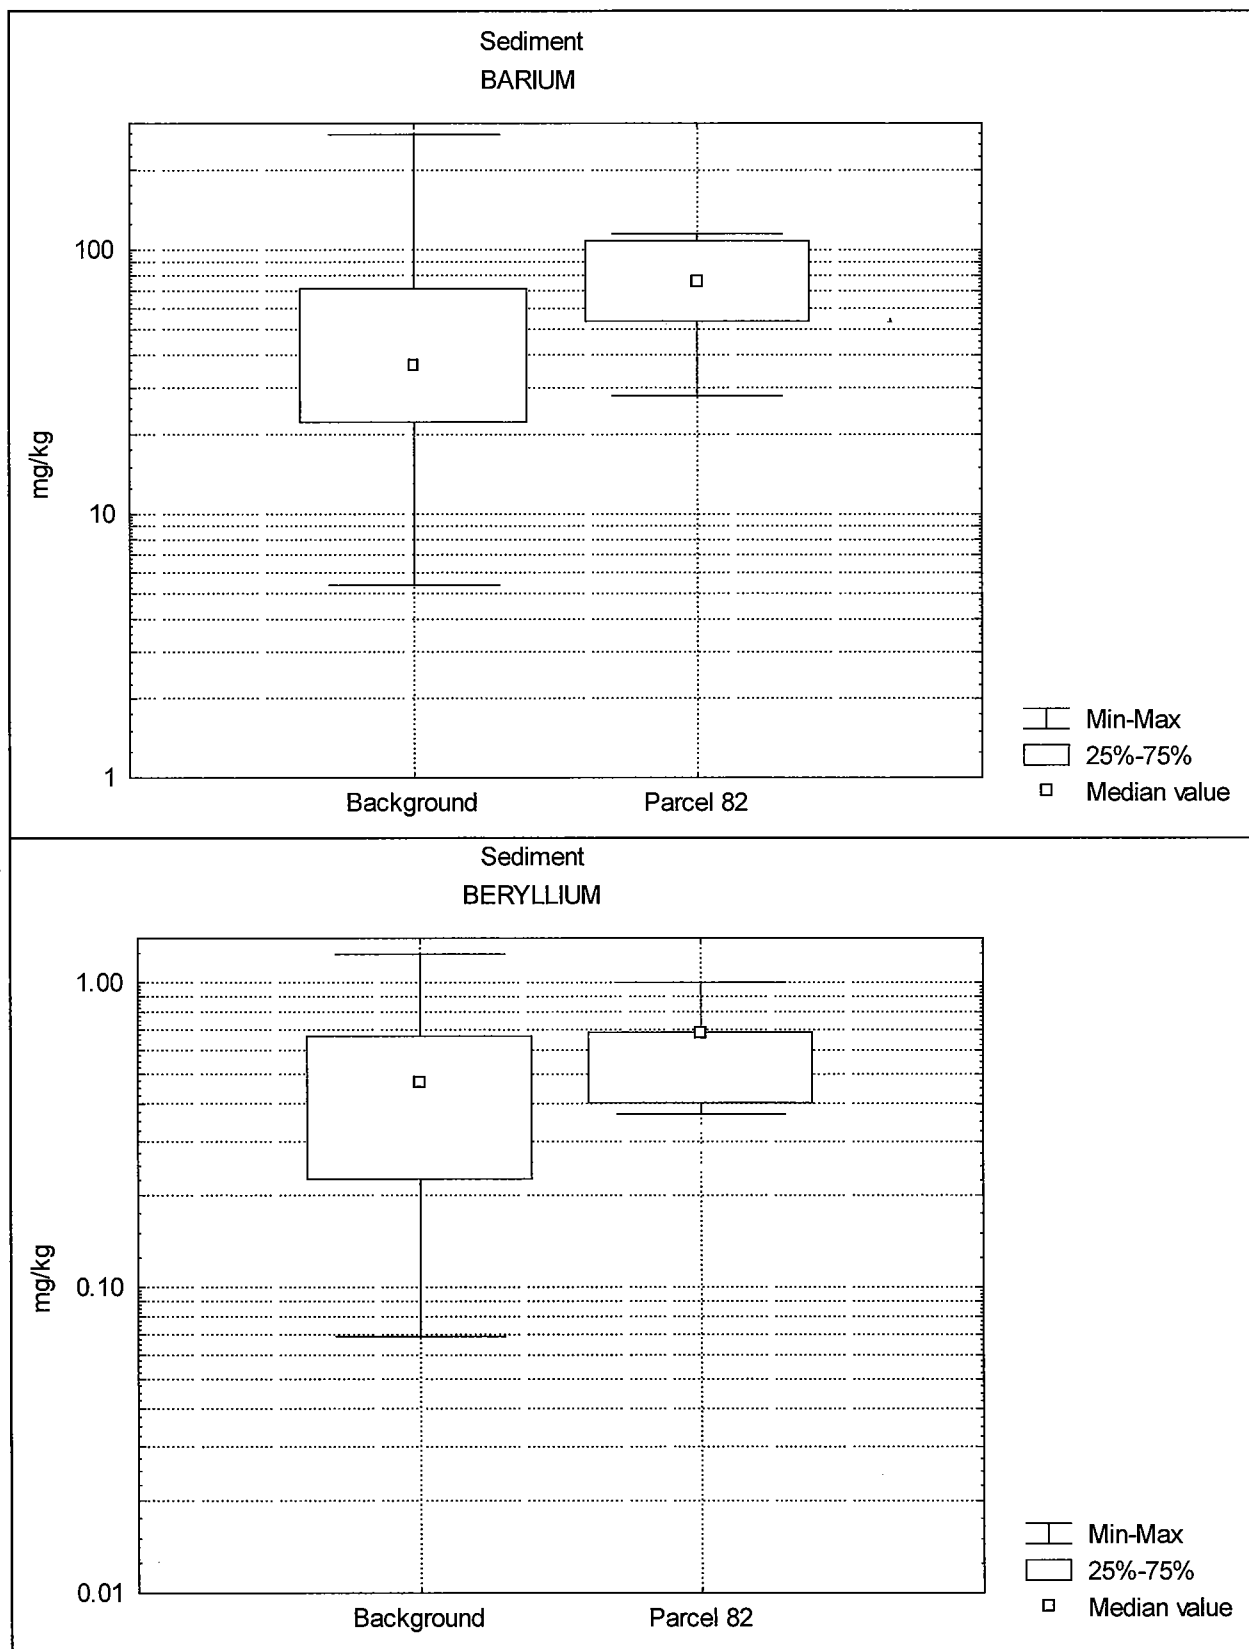 Sediment
BARIUM
100
10
1
mg/kg
Background
Parcel 82
Min-Max
25%-75%
Median value
Sediment
BERYLLIUM
1.00
0.10
0.01
mg/kg
Background
Parcel 82
Min-Max
25%-75%
Median value